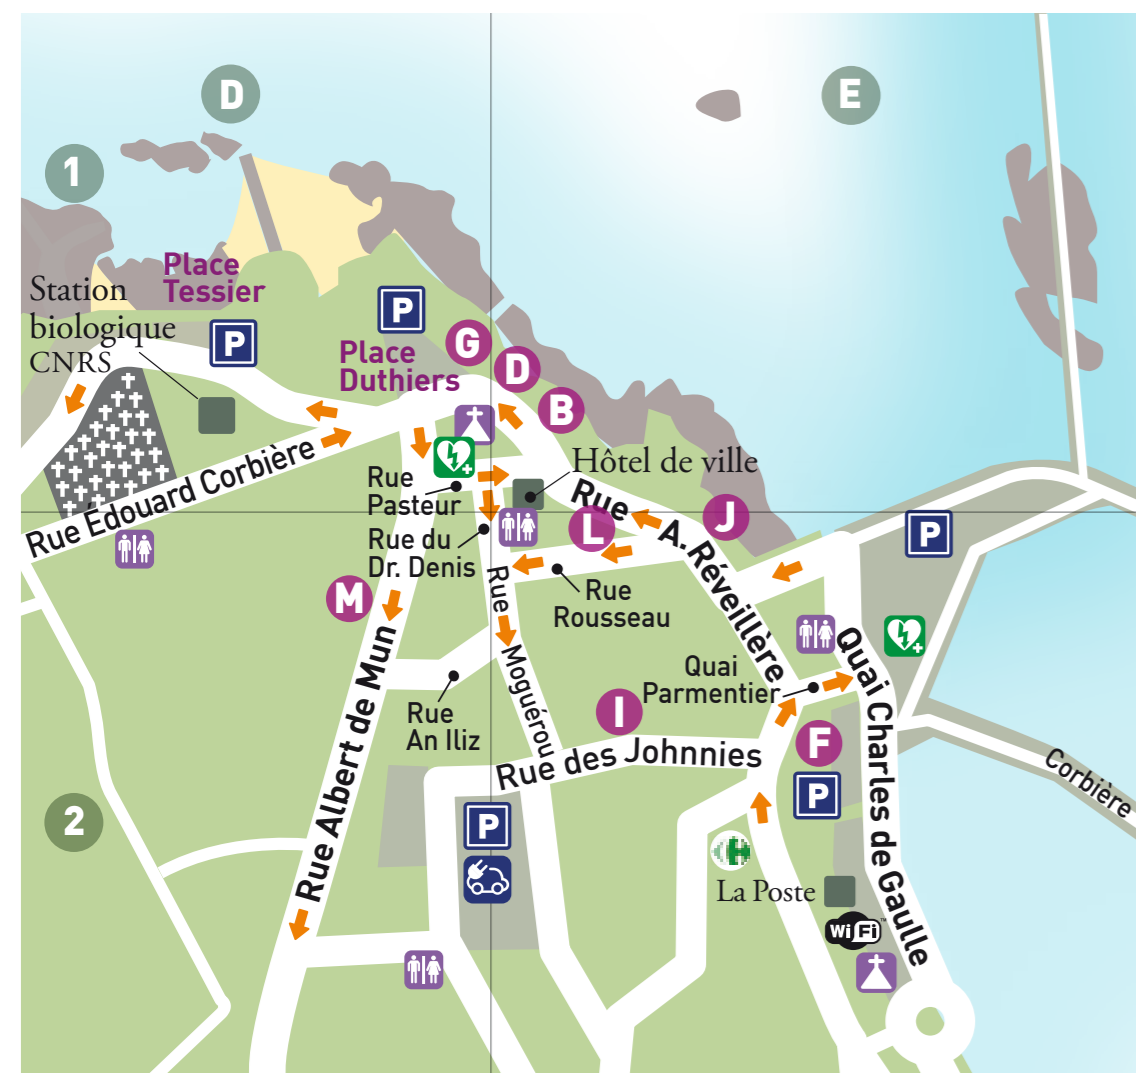 D
E
1
Place
Tessier
Station
biologique
CNRS
P
P
G
Place
Duthiers
D
B
Rue Édouard Corbière
Rue
Pasteur
Hôtel de ville
Rue du
Dr. Denis
Rue A. Réveillère
L
J
P
M
Rue
Rousseau
Rue Moguérou
Quai
Parmentier
Quai Charles de Gaulle
Rue
An Iliz
I
F
Rue des Johnnies
Corbière
P
2
P
Rue Albert de Mun
La Poste
WiFi™